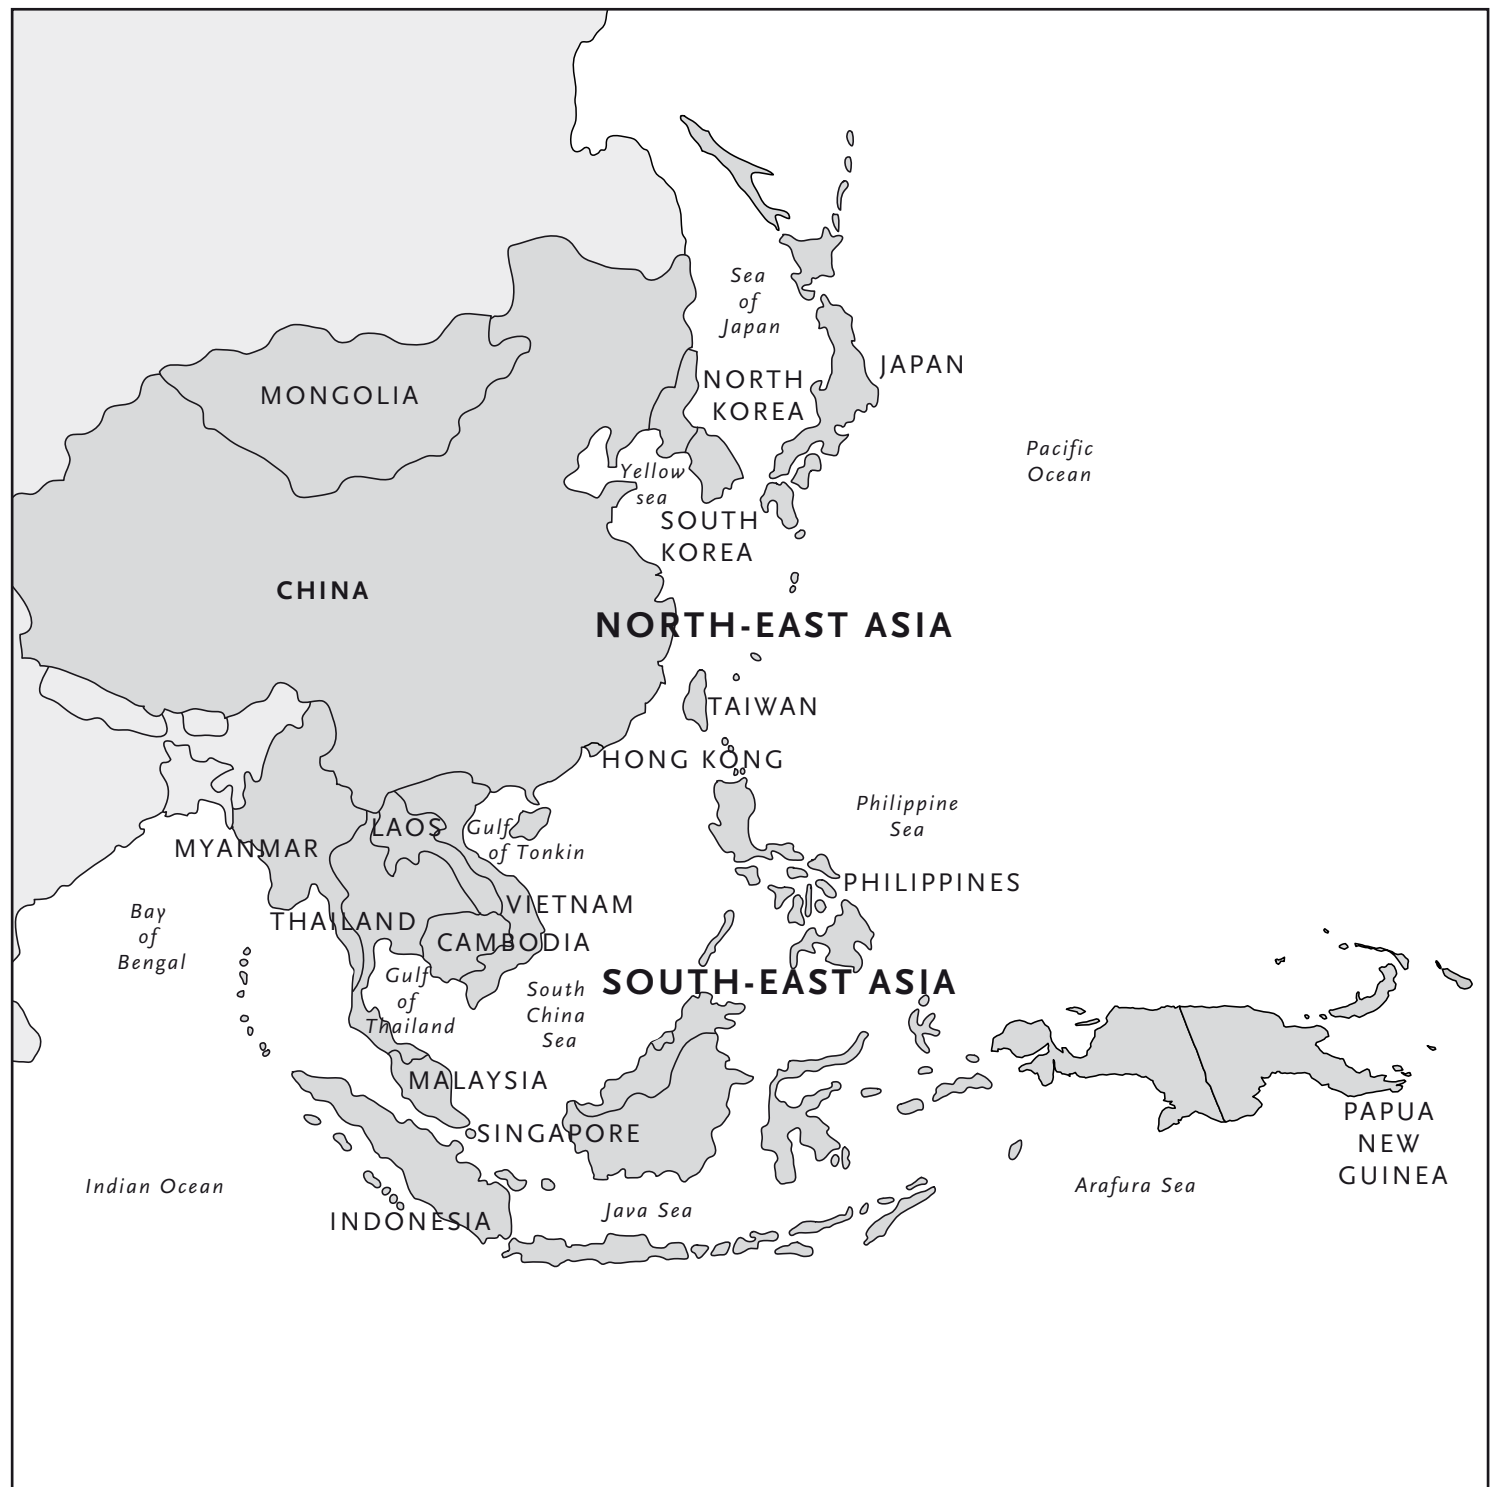 Sea
of
Japan
JAPAN
NORTH
KOREA
MONGOLIA
Pacific
Ocean
Yellow
sea
SOUTH
KOREA
CHINA
NORTH-EAST ASIA
TAIWAN
HONG KONG
Philippine
Sea
LAOS
Gulf
of Tonkin
MYANMAR
PHILIPPINES
VIETNAM
THAILAND
CAMBODIA
Bay
of
Bengal
Gulf
of
Thailand
South
China
Sea
SOUTH-EAST ASIA
MALAYSIA
SINGAPORE
PAPUA
NEW
GUINEA
Indian Ocean
Arafura Sea
Java Sea
INDONESIA